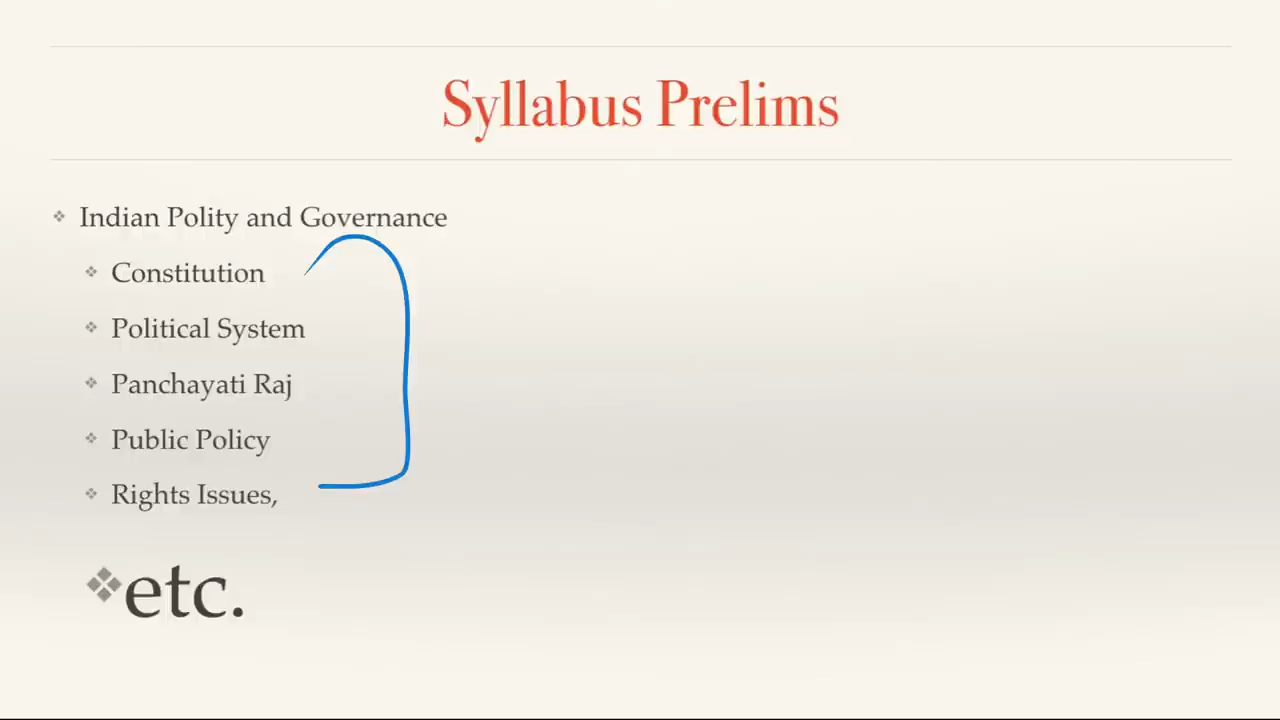 Syllabus Prelims
Indian Polity and Governance
Constitution
Political System
Panchayati Raj
Public Policy
Rights Issues,
etc.